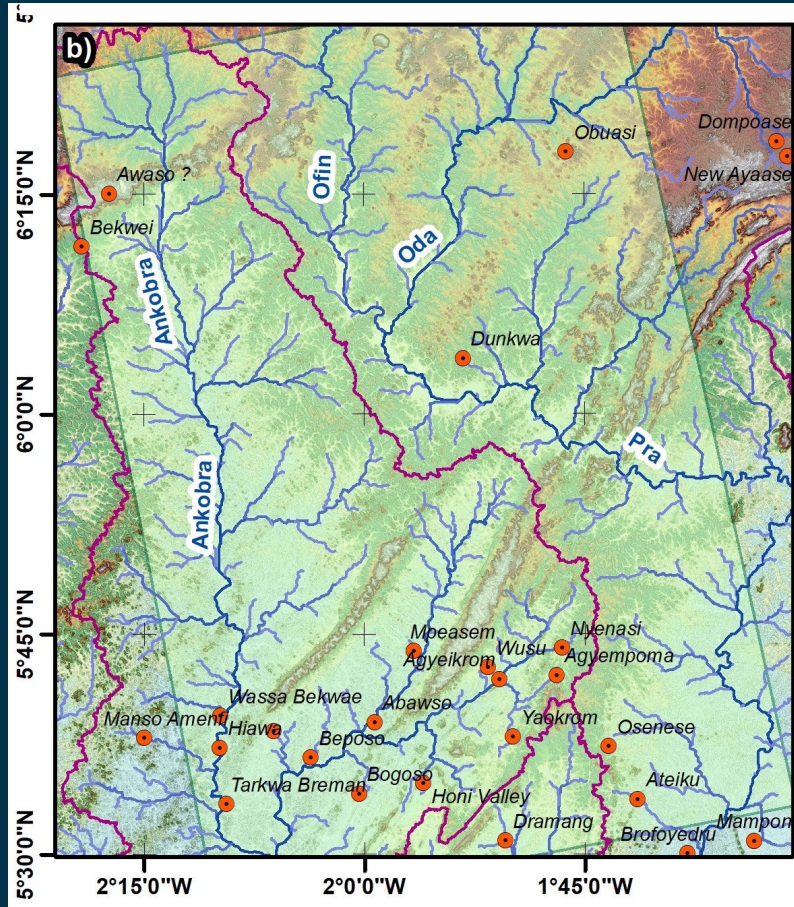 b)
Obuasi
Dompoase
New Ayaase
Awaso ?
Ofin
Bekwei
Oda
Ankobra
Dunkwa
Pra
Ankobra
Nyenasi
Mpeasem
Wusu
Agyeikrom
Agyempoma
Wassa Bekwae
Abawso
Manso Amenfi
Hiawa
Yaokrom
Osenese
Beposo
Bogoso
Tarkwa Breman
Honi Valley
Ateiku
Dramang
Brofoyedru
Mampon
6°15'0"N
6°0'0"N
5°45'0"N
5°30'0"N
2°15'0"W
2°0'0"W
1°45'0"W